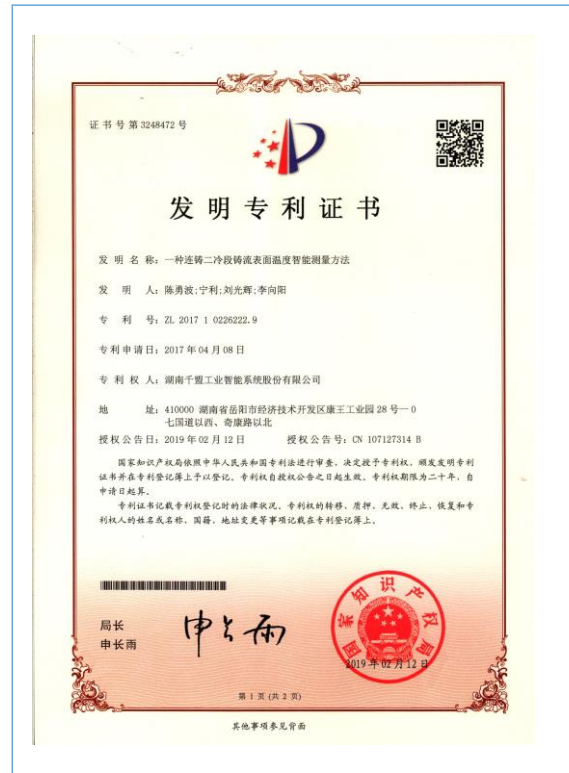 证书号第3248472号
发明专利证书
发 明 名 称：一种连铸二冷段铸流表面温度智能测量方法
发 明 人：陈勇波;宁利;刘光辉;李向阳
专 利 号：ZL 2017 1 0226222.9
专利申请日：2017年04月08日
专 利 权 人：湖南千盟工业智能系统股份有限公司
地 址：410000 湖南省岳阳市经济技术开发区康王工业园28号一0
七国道以西、奇康路以北
授权公告日：2019年02月12日 授权公告号：CN 107127314 B
国家知识产权局依照中华人民共和国专利法进行审查，决定授予专利权，颁发发明专利
证书并在专利登记簿上予以登记。专利权自授权公告之日起生效。专利权期限为二十年，自
申请日起算。
专利证书记载专利权登记时的法律状况。专利权的转移、质押、无效、终止、恢复和专
利权人的姓名或名称、国籍、地址变更等事项记载在专利登记簿上。
局长
申长雨
申长雨
国家知识产权局
2019年02月12日
第 1 页 (共 2 页)
其他事项参见背面